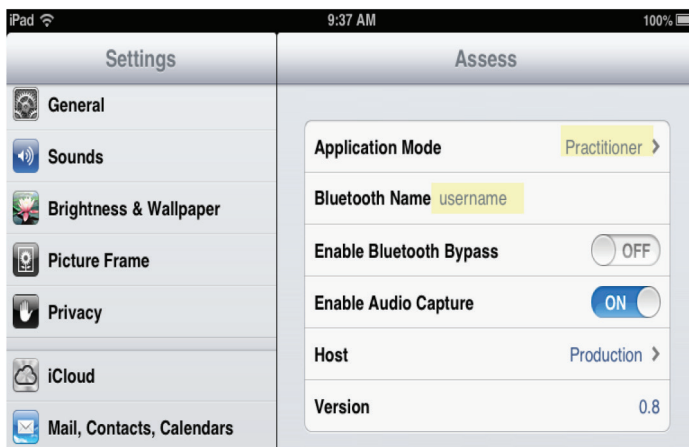 iPad 9:37 AM 100%
Settings
General
Sounds
Brightness & Wallpaper
Picture Frame
Privacy
iCloud
Mail, Contacts, Calendars
Assess
Application Mode Practitioner
Bluetooth Name username
Enable Bluetooth Bypass OFF
Enable Audio Capture ON
Host Production
Version 0.8